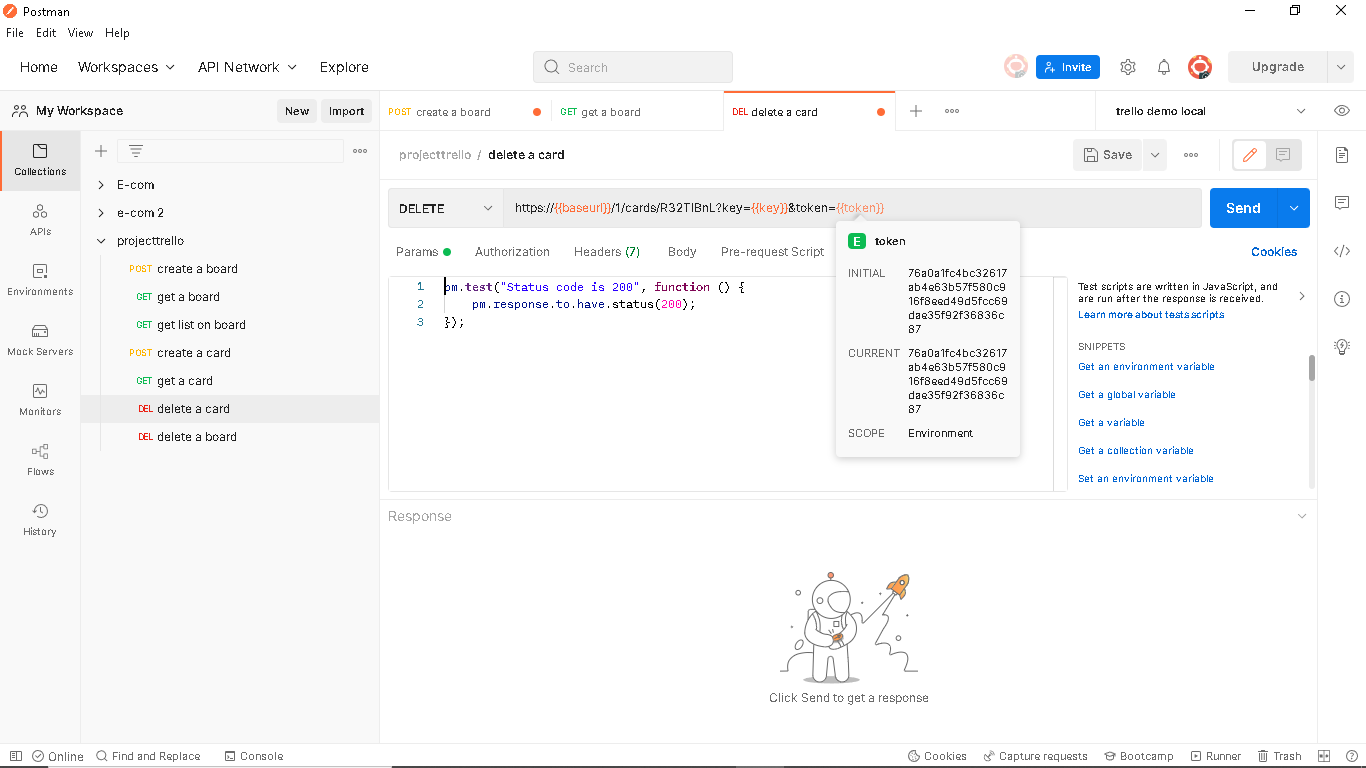 Postman
File Edit View Help
Home Workspaces API Network Explore
Search
Invite
Upgrade
My Workspace
New Import
POST create a board
GET get a board
DEL delete a card
trello demo local
Collections
APIs
Environments
Mock Servers
Monitors
Flows
History
E-com
e-com 2
projecttrello
POST create a board
GET get a board
GET get list on board
POST create a card
GET get a card
DEL delete a card
DEL delete a board
projecttrello / delete a card
Save
DELETE
https://{{baseurl}}/1/cards/R32TIBnL?key={{key}}&token={{token}}
Send
Params Authorization Headers (7) Body Pre-request Script
Cookies
1 pm.test("Status code is 200", function () {
2 pm.response.to.have.status(200);
3 });
E token
INITIAL 76a0a1fc4bc32617
ab4e63b57f580c9
16f8eed49d5fcc69
dae35f92f36836c
87
CURRENT 76a0a1fc4bc32617
ab4e63b57f580c9
16f8eed49d5fcc69
dae35f92f36836c
87
SCOPE Environment
Test scripts are written in JavaScript, and
are run after the response is received.
Learn more about tests scripts
SNIPPETS
Get an environment variable
Get a global variable
Get a variable
Get a collection variable
Set an environment variable
Response
Click Send to get a response
Online Find and Replace Console
Cookies Capture requests Bootcamp Runner Trash